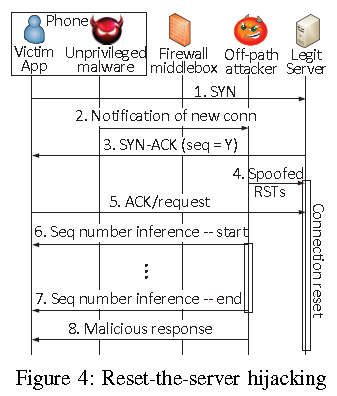 Phone
Victim App
Unprivileged malware
Firewall middlebox
Off-path attacker
Legit Server
1. SYN
2. Notification of new conn
3. SYN-ACK (seq = Y)
4. Spoofed
RSTs
5. ACK/request
Connection reset
6. Seq number inference -- start
...
7. Seq number inference -- end
8. Malicious response
Figure 4: Reset-the-server hijacking